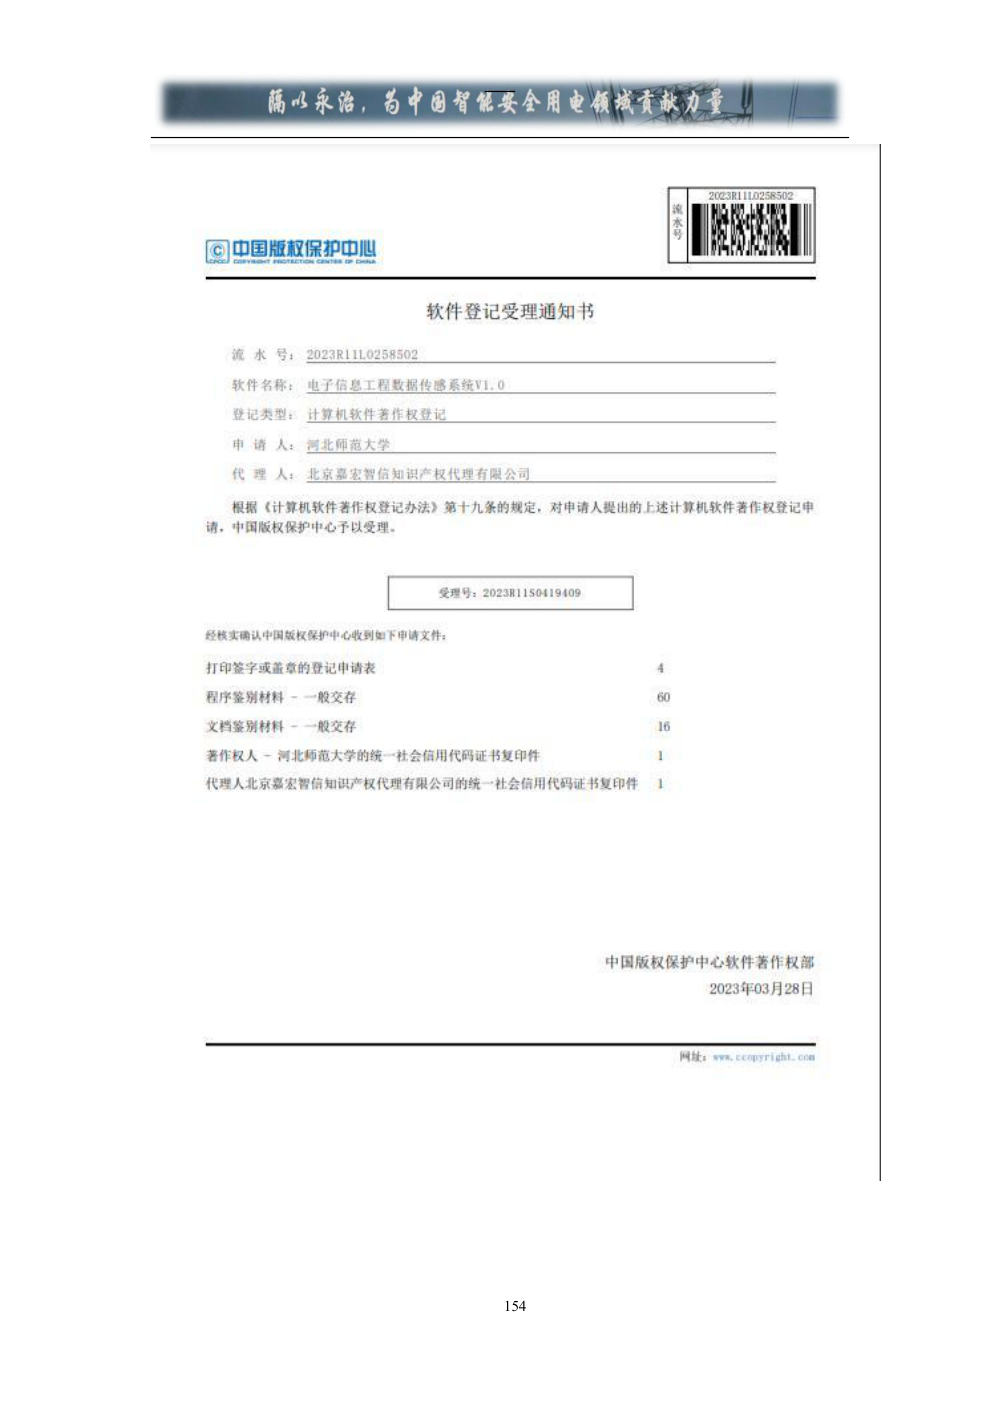 隔以永治，为中国智能安全用电领域贡献力量
2023R11L0258502
流水号
中国版权保护中心
CPCC COPYRIGHT PROTECTION CENTER OF CHINA
软件登记受理通知书
流 水 号： 2023R11L0258502
软件名称： 电子信息工程数据传感系统V1.0
登记类型： 计算机软件著作权登记
申 请 人： 河北师范大学
代 理 人： 北京嘉宏智信知识产权代理有限公司
根据《计算机软件著作权登记办法》第十九条的规定，对申请人提出的上述计算机软件著作权登记申
请，中国版权保护中心予以受理。
受理号：2023R11S0419409
经核实确认中国版权保护中心收到如下申请文件：
打印签字或盖章的登记申请表 4
程序鉴别材料 - 一般交存 60
文档鉴别材料 - 一般交存 16
著作权人 - 河北师范大学的统一社会信用代码证书复印件 1
代理人北京嘉宏智信知识产权代理有限公司的统一社会信用代码证书复印件 1
中国版权保护中心软件著作权部
2023年03月28日
网址：www.ccopyright.com
154